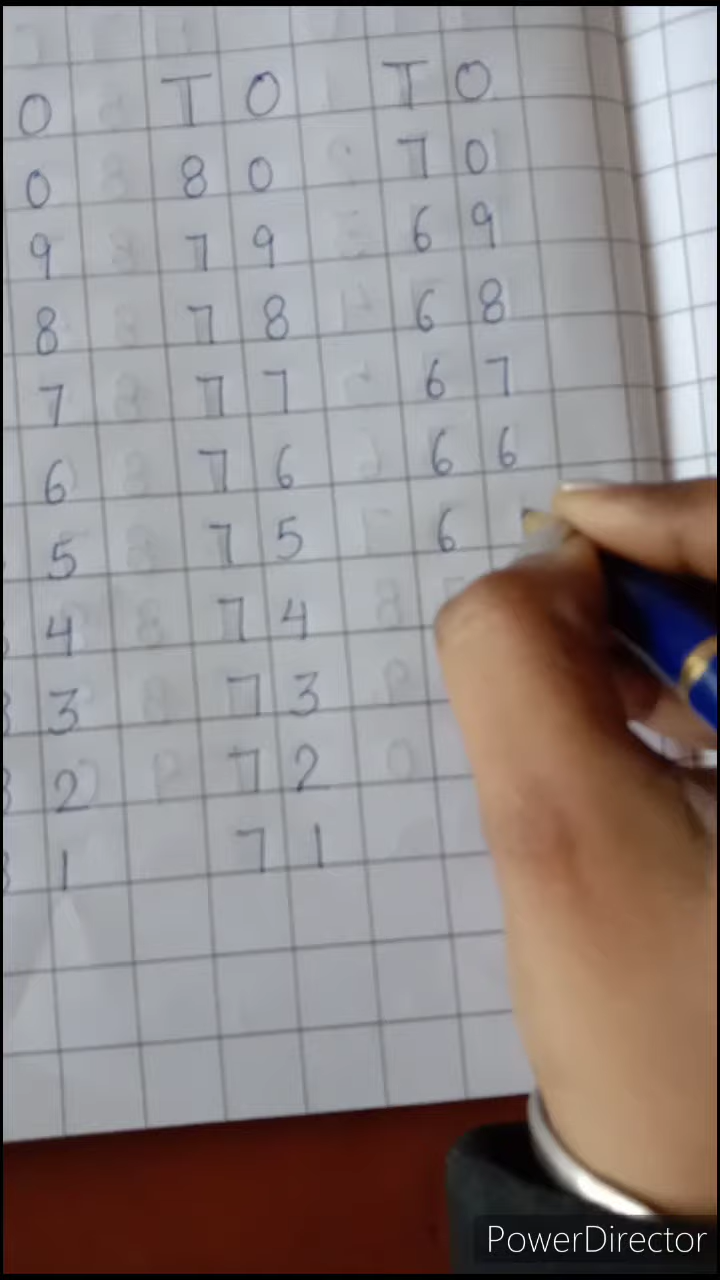 O T O T O
0 8 0 7 0
9 7 9 6 9
8 7 8 6 8
7 7 7 6 7
6 7 6 6 6
5 7 5 6
4 7 4
3 7 3
2 7 2
1 7 1
PowerDirector